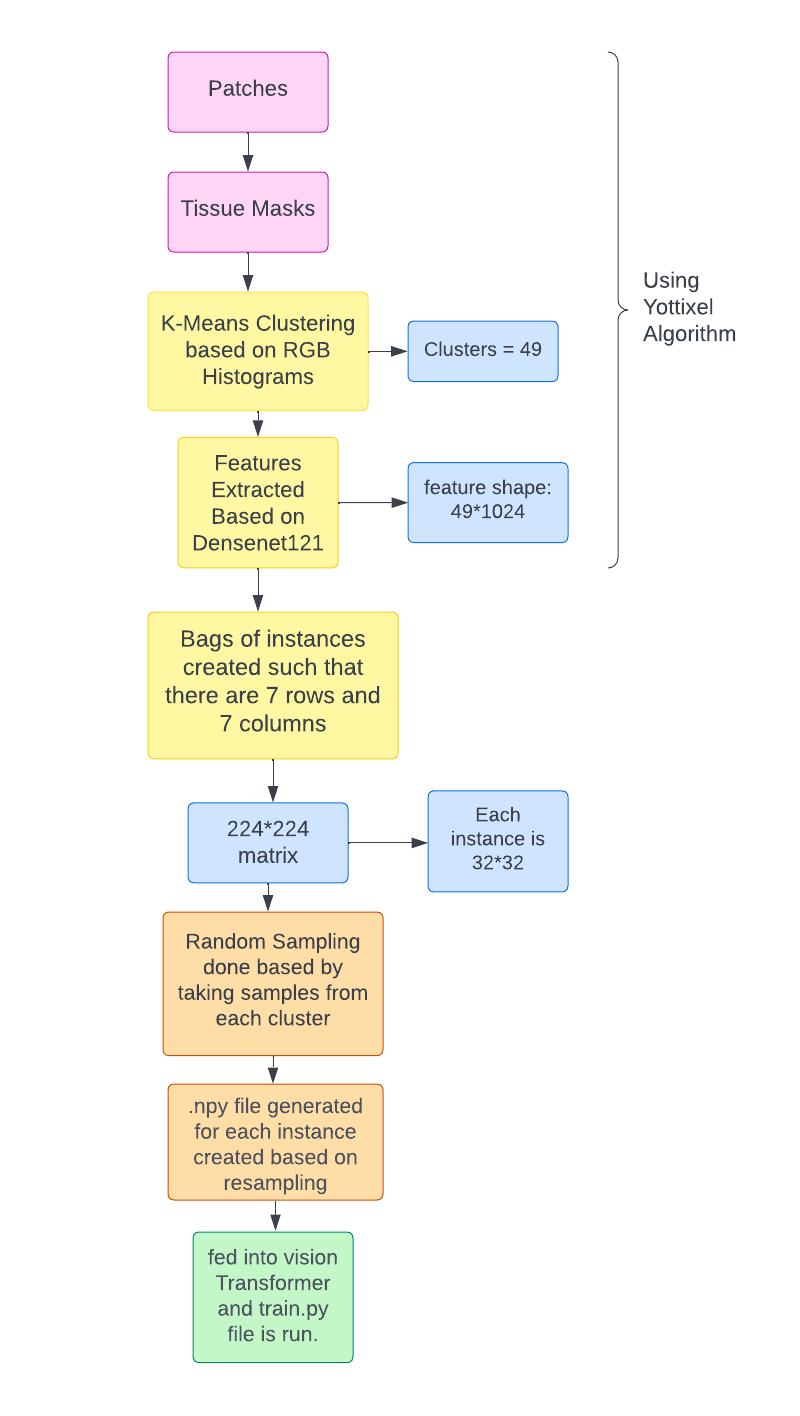 Patches
Tissue Masks
K-Means Clustering
based on RGB
Histograms
Clusters = 49
Using
Yottixel
Algorithm
Features
Extracted
Based on
Densenet121
feature shape:
49*1024
Bags of instances
created such that
there are 7 rows and
7 columns
224*224
matrix
Each
instance is
32*32
Random Sampling
done based by
taking samples from
each cluster
.npy file generated
for each instance
created based on
resampling
fed into vision
Transformer
and train.py
file is run.